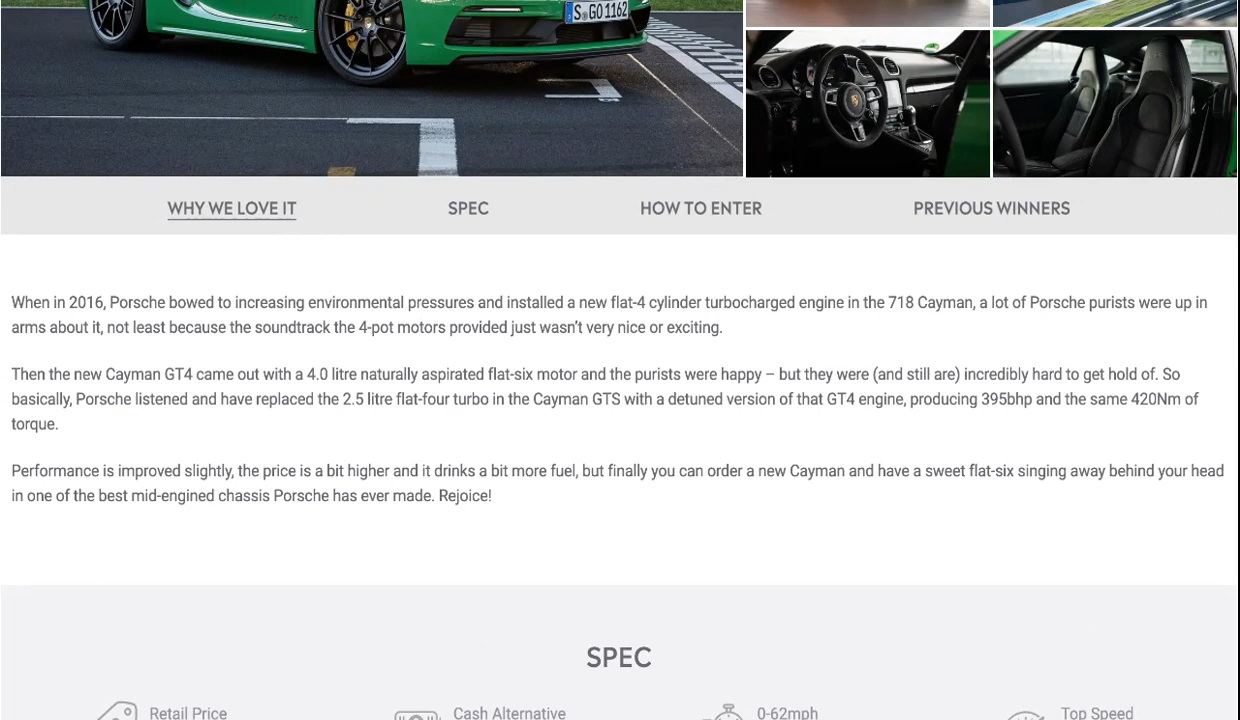 S GO 1162
WHY WE LOVE IT
SPEC
HOW TO ENTER
PREVIOUS WINNERS
When in 2016, Porsche bowed to increasing environmental pressures and installed a new flat-4 cylinder turbocharged engine in the 718 Cayman, a lot of Porsche purists were up in
arms about it, not least because the soundtrack the 4-pot motors provided just wasn’t very nice or exciting.
Then the new Cayman GT4 came out with a 4.0 litre naturally aspirated flat-six motor and the purists were happy – but they were (and still are) incredibly hard to get hold of. So
basically, Porsche listened and have replaced the 2.5 litre flat-four turbo in the Cayman GTS with a detuned version of that GT4 engine, producing 395bhp and the same 420Nm of
torque.
Performance is improved slightly, the price is a bit higher and it drinks a bit more fuel, but finally you can order a new Cayman and have a sweet flat-six singing away behind your head
in one of the best mid-engined chassis Porsche has ever made. Rejoice!
SPEC
Retail Price
Cash Alternative
0-62mph
Top Speed